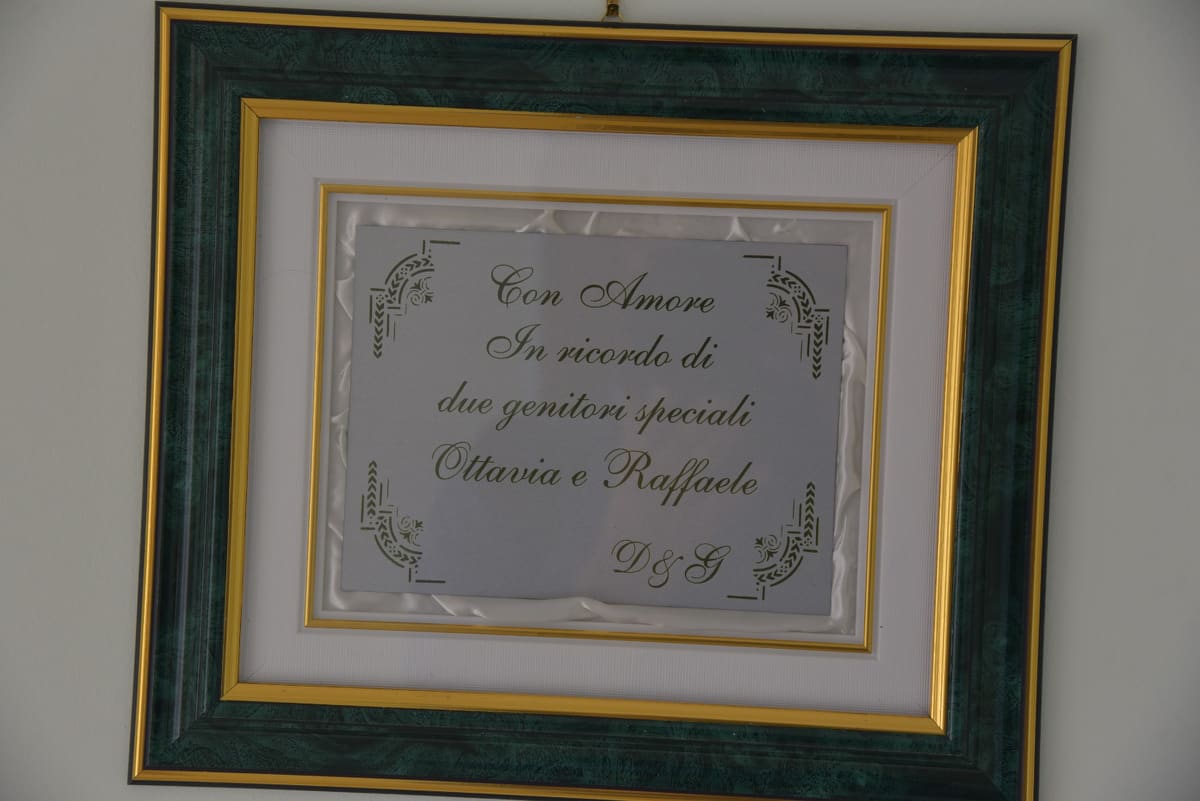 Con Amore
In ricordo di
due genitori speciali
Ottavia e Raffaele
D&G